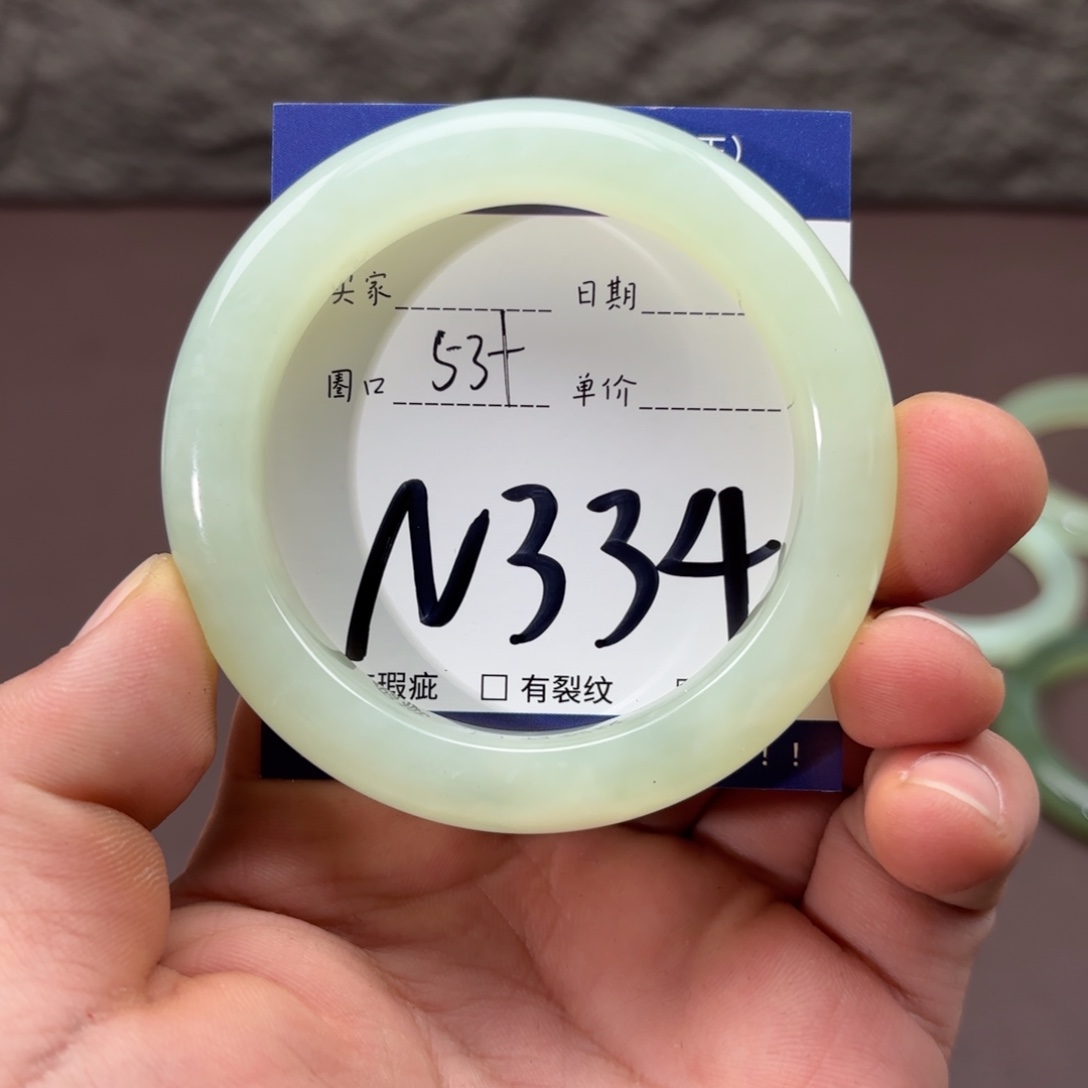 买家 日期
圈口 53+ 单价
N334
瑕疵 □ 有裂纹
！！